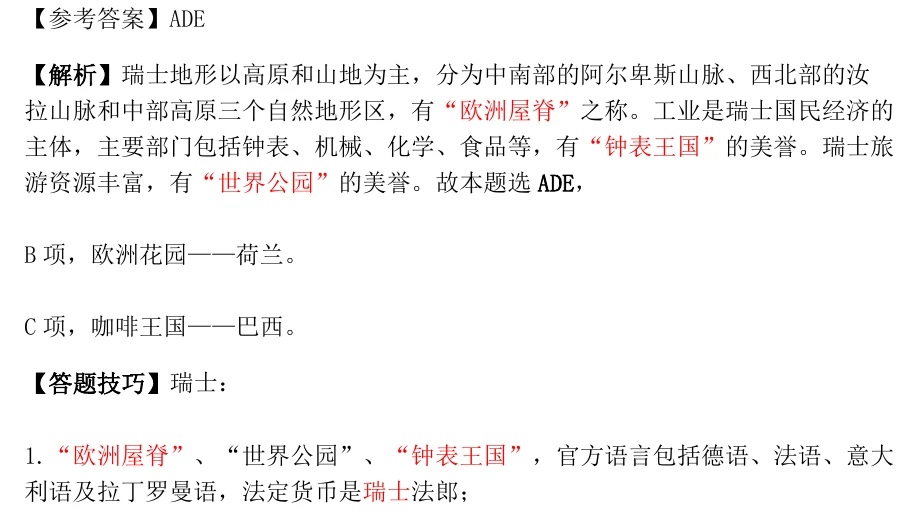 【参考答案】ADE
【解析】瑞士地形以高原和山地为主，分为中南部的阿尔卑斯山脉、西北部的汝
拉山脉和中部高原三个自然地形区，有“欧洲屋脊”之称。工业是瑞士国民经济的
主体，主要部门包括钟表、机械、化学、食品等，有“钟表王国”的美誉。瑞士旅
游资源丰富，有“世界公园”的美誉。故本题选 ADE，
B 项，欧洲花园——荷兰。
C 项，咖啡王国——巴西。
【答题技巧】瑞士：
1.“欧洲屋脊”、“世界公园”、“钟表王国”，官方语言包括德语、法语、意大
利语及拉丁罗曼语，法定货币是瑞士法郎；